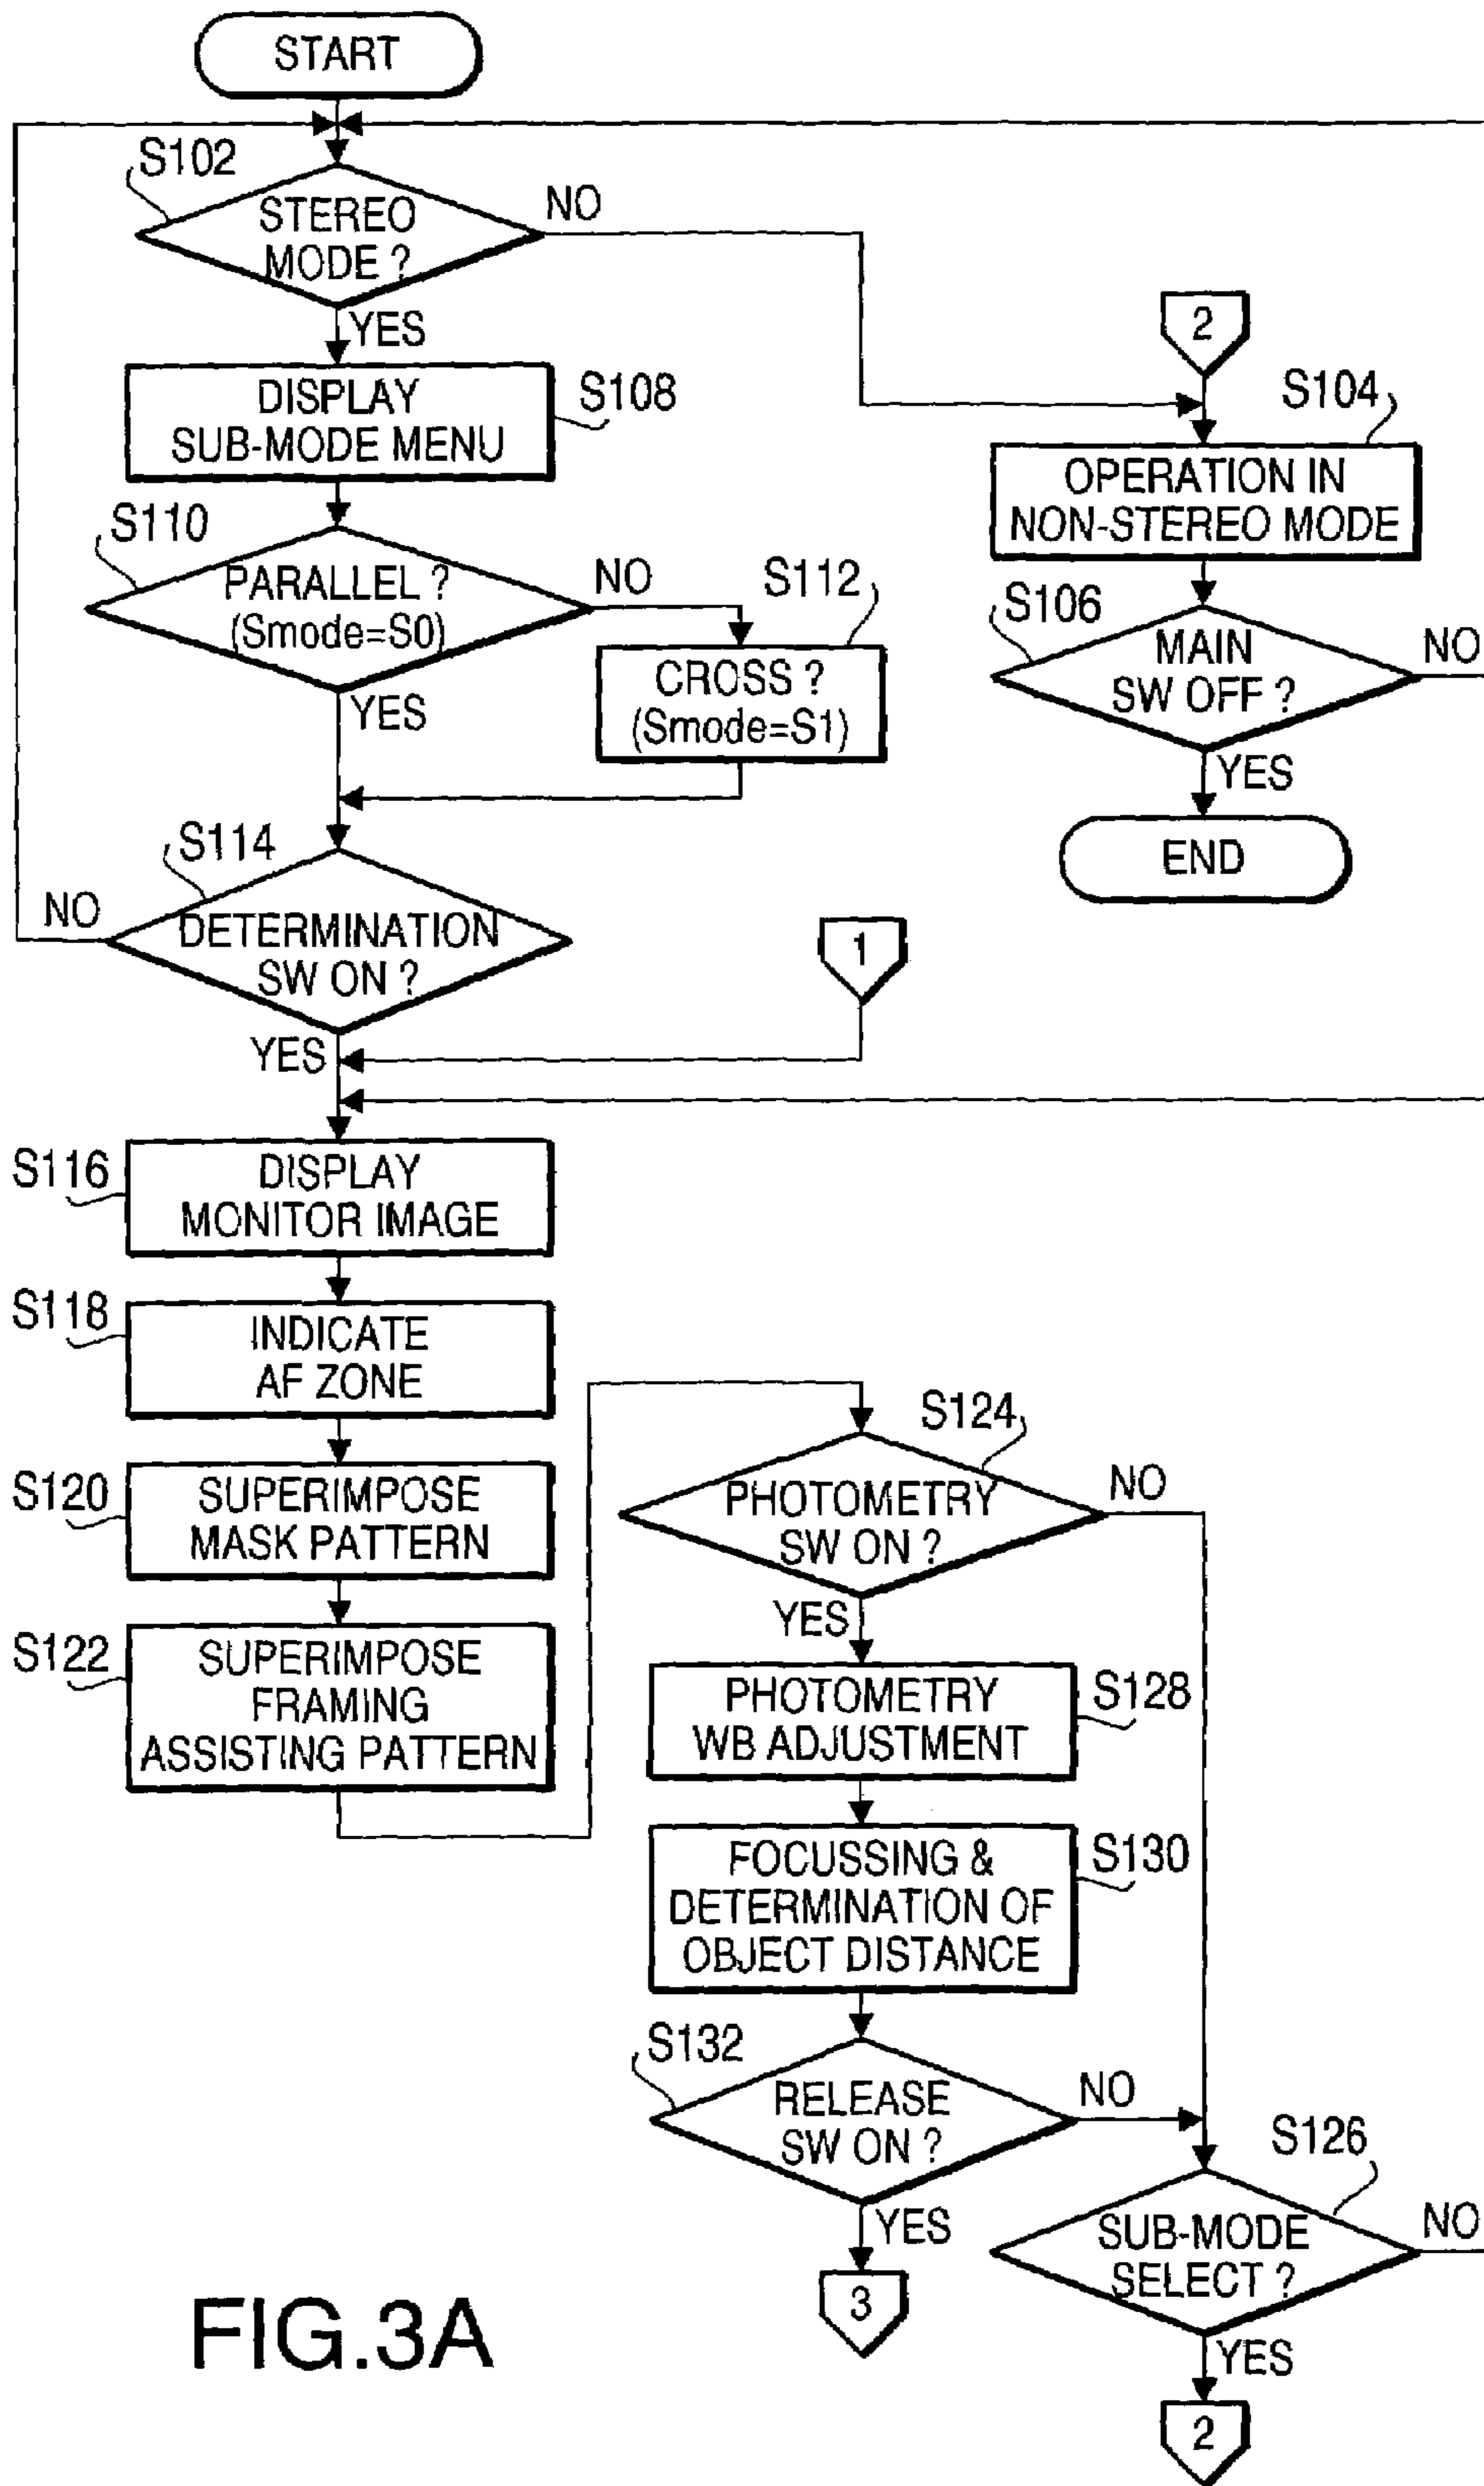 START
S102
STEREO
MODE ?
NO
YES
DISPLAY
SUB-MODE MENU
S108
2
S104
OPERATION IN
NON-STEREO MODE
S110
PARALLEL ?
(Smode=S0)
NO
YES
S112
CROSS ?
(Smode=S1)
S106
MAIN
SW OFF ?
NO
YES
END
S114
DETERMINATION
SW ON ?
NO
YES
1
S116
DISPLAY
MONITOR IMAGE
S118
INDICATE
AF ZONE
S120
SUPERIMPOSE
MASK PATTERN
S122
SUPERIMPOSE
FRAMING
ASSISTING PATTERN
S124
PHOTOMETRY
SW ON ?
NO
YES
PHOTOMETRY
WB ADJUSTMENT
S128
FOCUSSING &
DETERMINATION OF
OBJECT DISTANCE
S130
S132
RELEASE
SW ON ?
NO
YES
3
S126
SUB-MODE
SELECT ?
NO
YES
2
FIG.3A